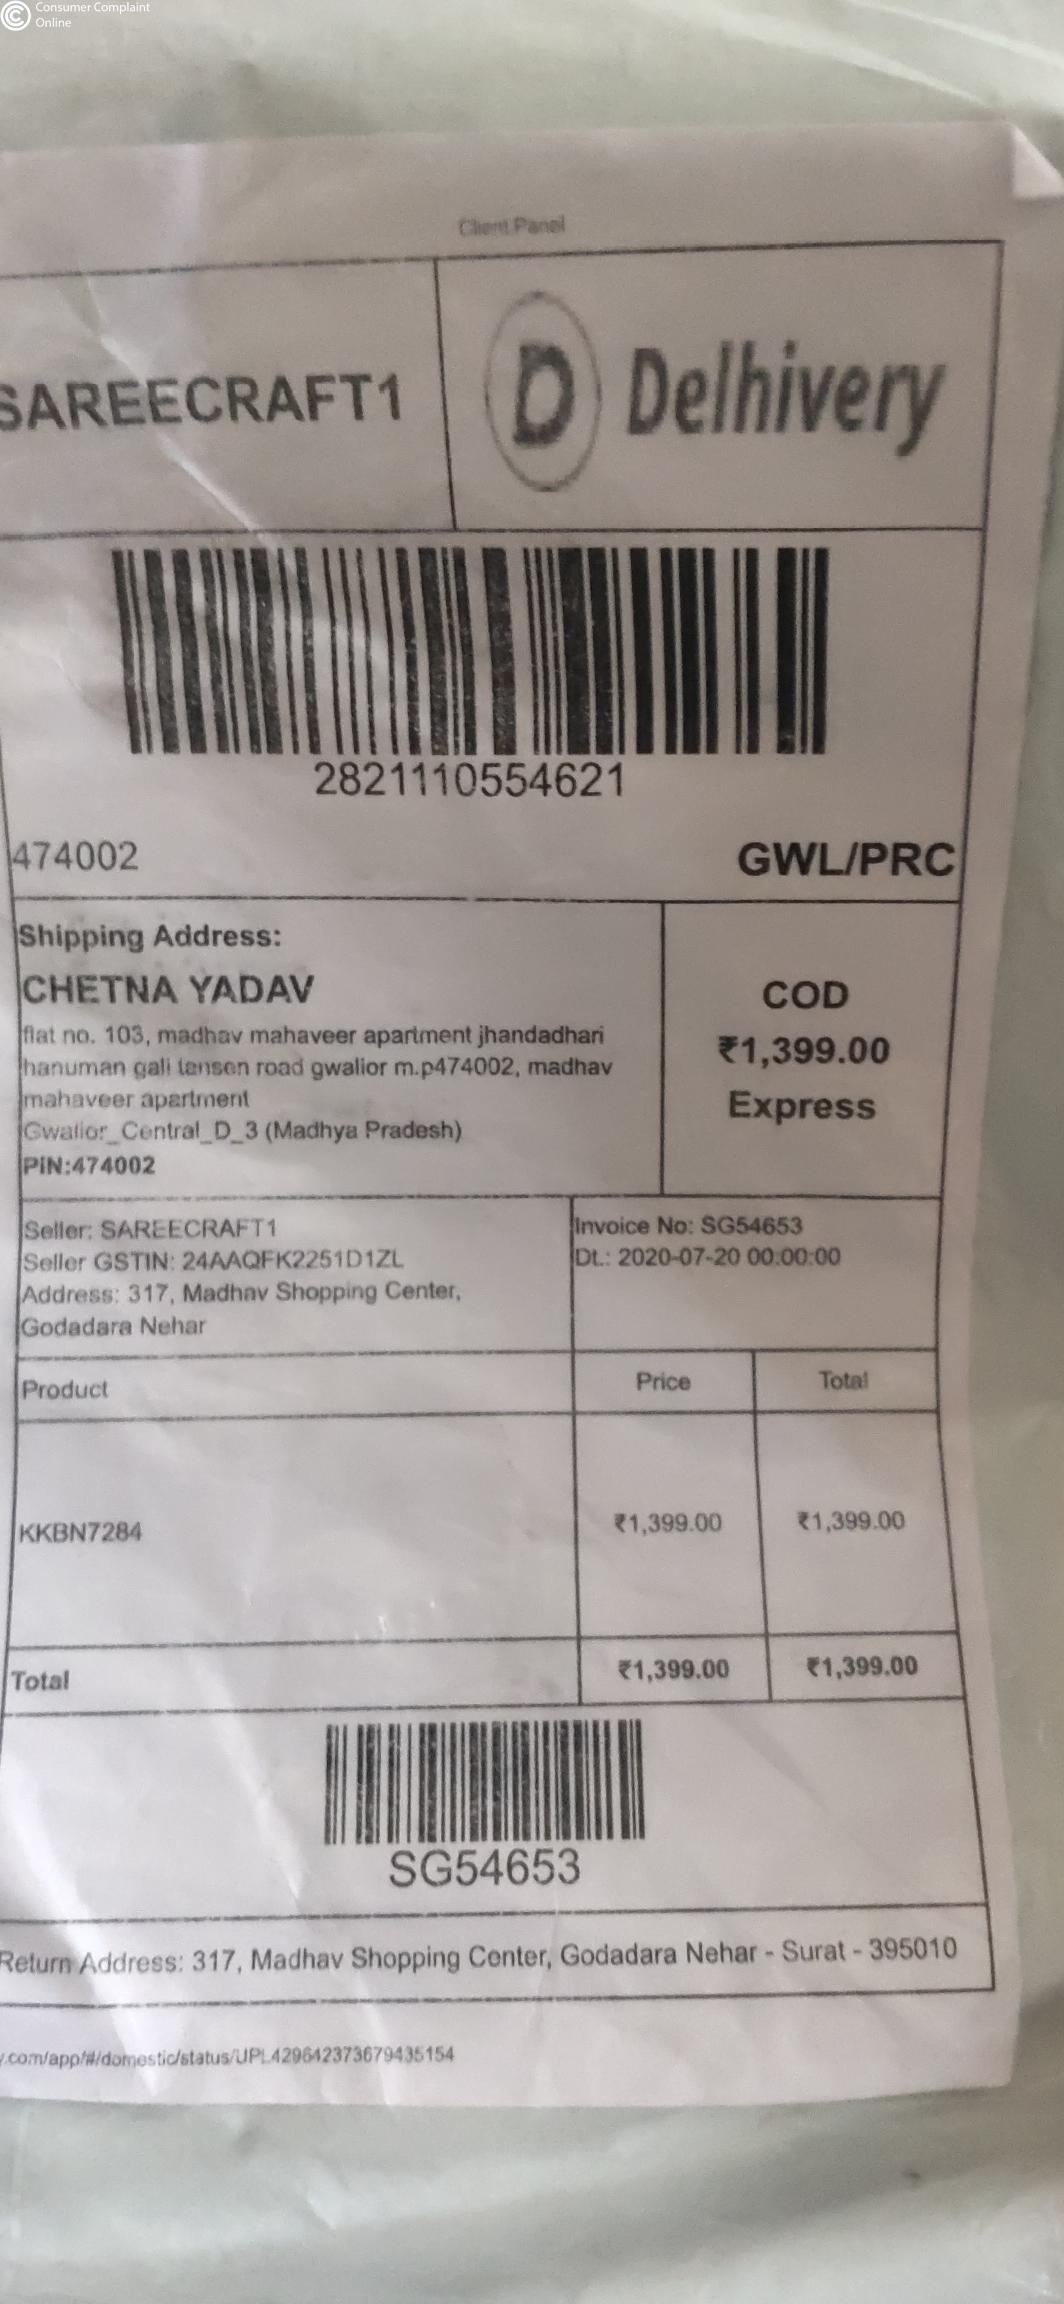 Consumer Complaint
Online
Client Panel
SAREECRAFT1
D Delhivery
2821110554621
474002
GWL/PRC
Shipping Address:
CHETNA YADAV
flat no. 103, madhav mahaveer apartment jhandadhari
hanuman gali tansen road gwalior m.p474002, madhav
mahaveer apartment
Gwalior_Central_D_3 (Madhya Pradesh)
PIN:474002
COD
₹1,399.00
Express
Seller: SAREECRAFT1
Seller GSTIN: 24AAQFK2251D1ZL
Address: 317, Madhav Shopping Center,
Godadara Nehar
Invoice No: SG54653
Dt.: 2020-07-20 00:00:00
Product Price Total
KKBN7284 ₹1,399.00 ₹1,399.00
Total ₹1,399.00 ₹1,399.00
SG54653
Return Address: 317, Madhav Shopping Center, Godadara Nehar - Surat - 395010
y.com/app/#/domestic/status/UPL429642373679435154